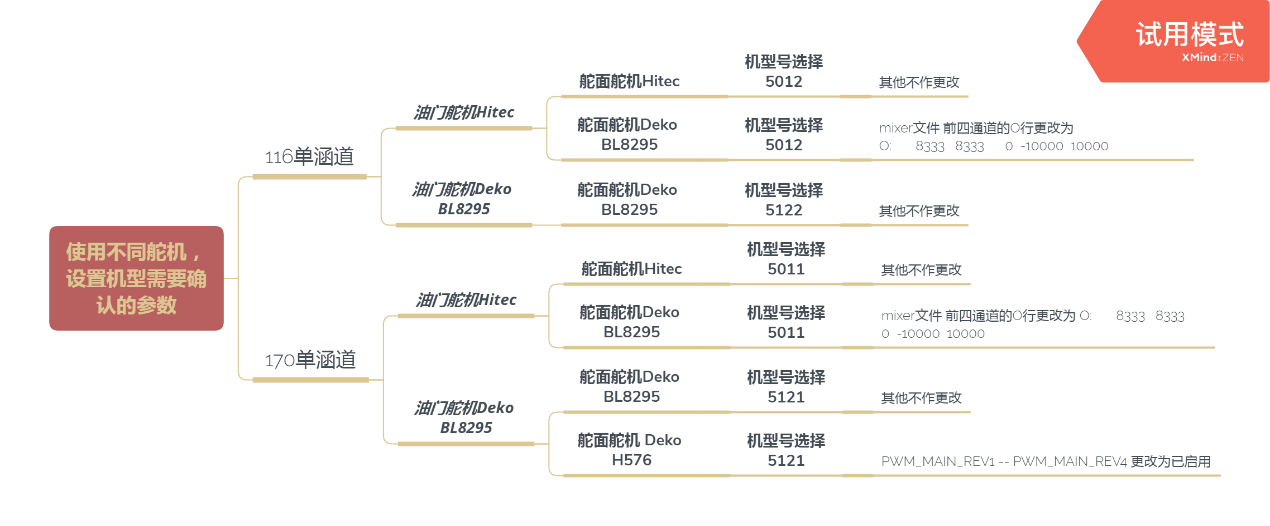 试用模式
XMind:ZEN
使用不同舵机，
设置机型需要确
认的参数
116单涵道
油门舵机Hitec
舵面舵机Hitec
机型号选择
5012
其他不作更改
舵面舵机Deko
BL8295
机型号选择
5012
mixer文件 前四通道的O行更改为
O: 8333 8333 0 -10000 10000
油门舵机Deko
BL8295
舵面舵机Deko
BL8295
机型号选择
5122
其他不作更改
170单涵道
油门舵机Hitec
舵面舵机Hitec
机型号选择
5011
其他不作更改
舵面舵机Deko
BL8295
机型号选择
5011
mixer文件 前四通道的O行更改为 O: 8333 8333
0 -10000 10000
油门舵机Deko
BL8295
舵面舵机Deko
BL8295
机型号选择
5121
其他不作更改
舵面舵机 Deko
H576
机型号选择
5121
PWM_MAIN_REV1 -- PWM_MAIN_REV4 更改为已启用